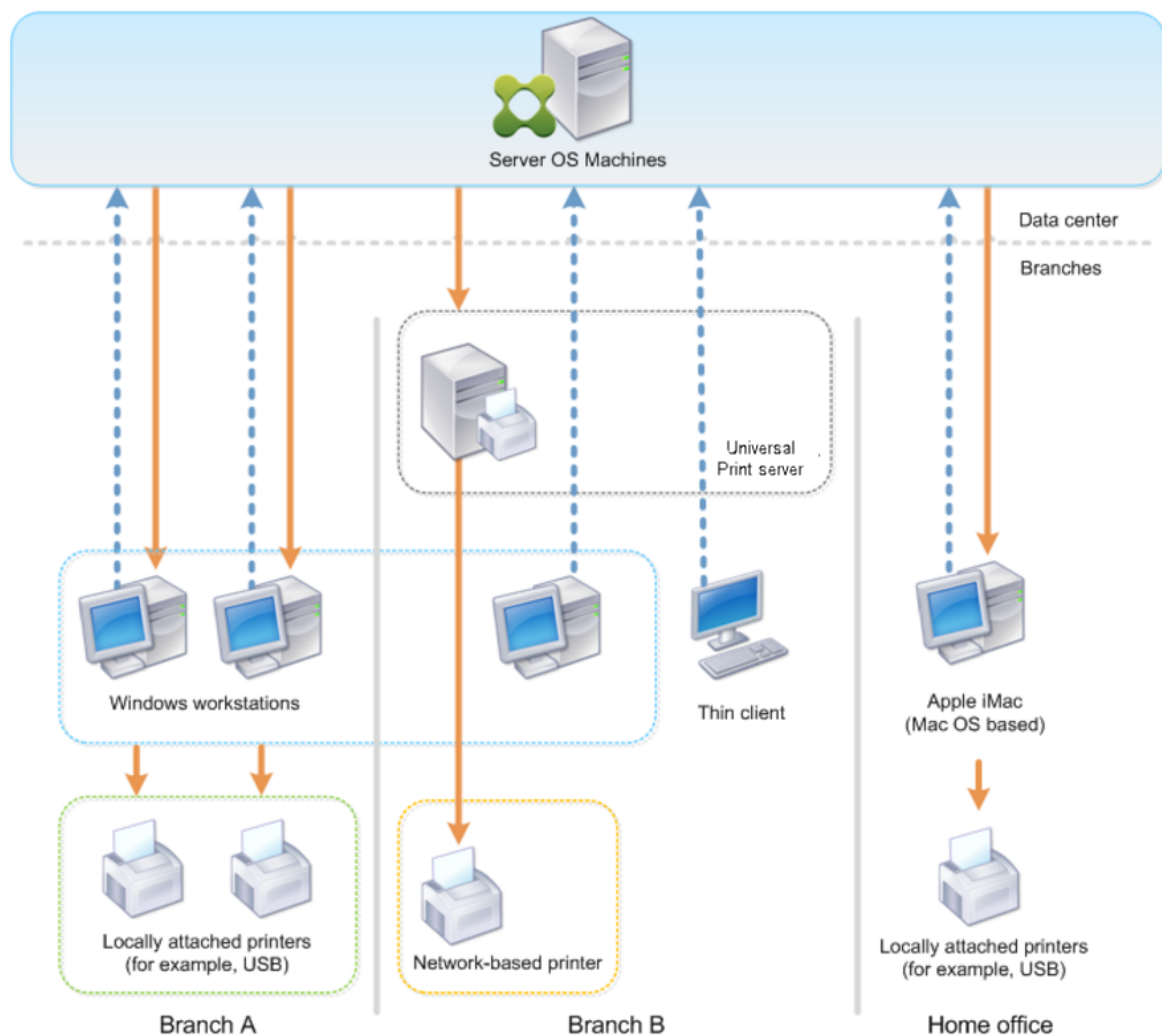 Server OS Machines
Data center
Branches
Universal
Print server
Windows workstations
Thin client
Apple iMac
(Mac OS based)
Locally attached printers
(for example, USB)
Network-based printer
Locally attached printers
(for example, USB)
Branch A
Branch B
Home office